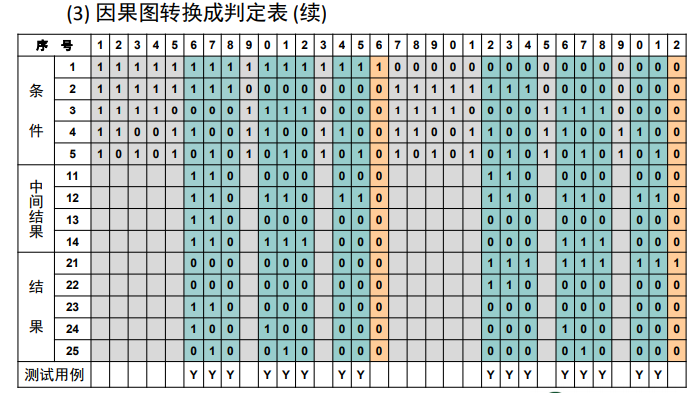 (3) 因果图转换成判定表 (续)
序 号 1 2 3 4 5 6 7 8 9 0 1 2 3 4 5 6 7 8 9 0 1 2 3 4 5 6 7 8 9 0 1 2
条件
1 1 1 1 1 1 1 1 1 1 1 1 1 1 1 1 1 0 0 0 0 0 0 0 0 0 0 0 0 0 0 0 0
2 1 1 1 1 1 1 1 1 0 0 0 0 0 0 0 0 1 1 1 1 1 1 1 1 0 0 0 0 0 0 0 0
3 1 1 1 1 0 0 0 0 1 1 1 1 0 0 0 0 1 1 1 1 0 0 0 0 1 1 1 1 0 0 0 0
4 1 1 0 0 1 1 0 0 1 1 0 0 1 1 0 0 1 1 0 0 1 1 0 0 1 1 0 0 1 1 0 0
5 1 0 1 0 1 0 1 0 1 0 1 0 1 0 1 0 1 0 1 0 1 0 1 0 1 0 1 0 1 0 1 0
中间结果
11 1 1 0 0 0 0 0 0 0 1 1 0 0 0 0 0 0 0
12 1 1 0 1 1 0 1 1 0 1 1 0 1 1 0 1 1 0
13 1 1 0 0 0 0 0 0 0 0 0 0 0 0 0 0 0 0
14 1 1 0 1 1 1 0 0 0 0 0 0 1 1 1 0 0 0
结果
21 0 0 0 0 0 0 0 0 0 1 1 1 1 1 1 1 1 1
22 0 0 0 0 0 0 0 0 0 1 1 0 0 0 0 0 0 0
23 1 1 0 0 0 0 0 0 0 0 0 0 0 0 0 0 0 0
24 1 0 0 1 0 0 0 0 0 0 0 0 1 0 0 0 0 0
25 0 1 0 0 1 0 0 0 0 0 0 0 0 1 0 0 0 0
测试用例 Y Y Y Y Y Y Y Y Y Y Y Y Y Y Y Y